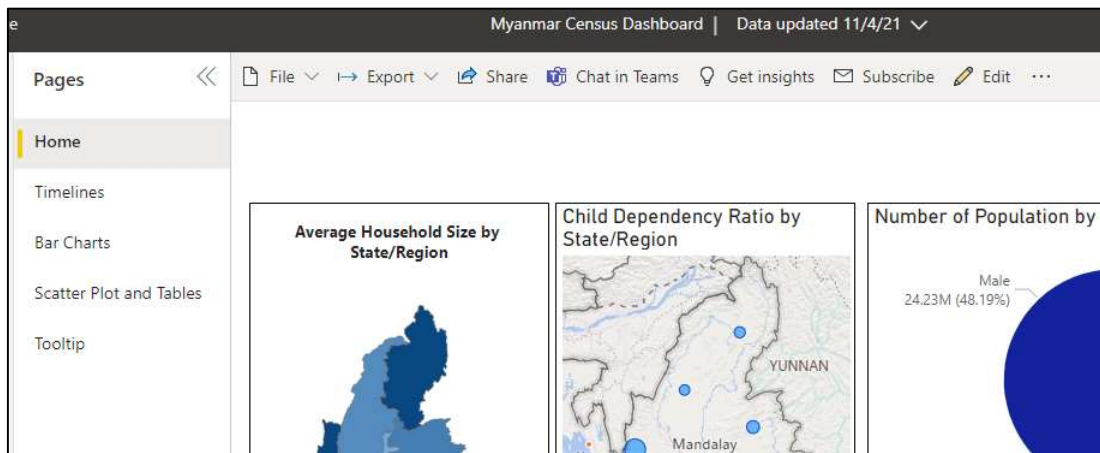 e
Myanmar Census Dashboard | Data updated 11/4/21
Pages
File Export Share Chat in Teams Get insights Subscribe Edit ...
Home
Timelines
Bar Charts
Scatter Plot and Tables
Tooltip
Average Household Size by
State/Region
Child Dependency Ratio by
State/Region
YUNNAN
Mandalay
Number of Population by
Male
24.23M (48.19%)